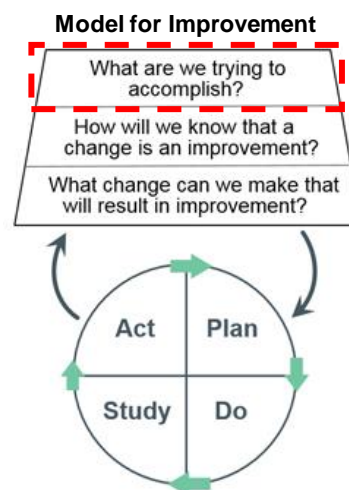 Model for Improvement
What are we trying to
accomplish?
How will we know that a
change is an improvement?
What change can we make that
will result in improvement?
Act
Plan
Study
Do